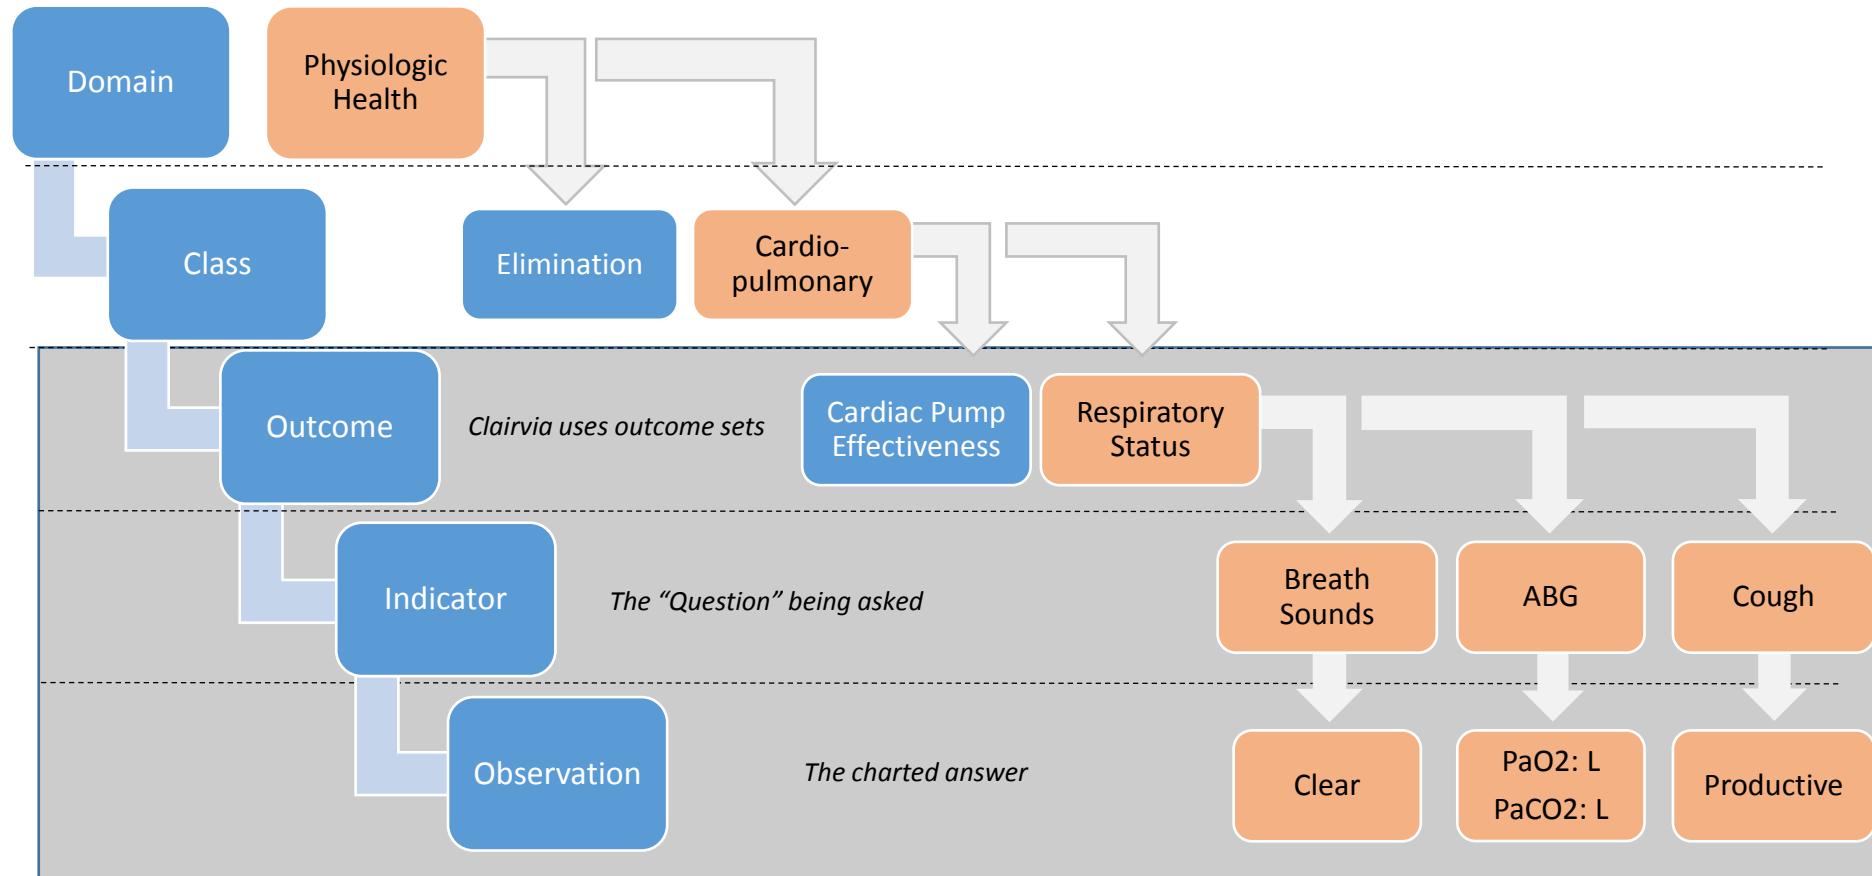 Domain
Physiologic
Health
Class
Elimination
Cardio-
pulmonary
Outcome
Clairvia uses outcome sets
Cardiac Pump
Effectiveness
Respiratory
Status
Indicator
The “Question” being asked
Breath
Sounds
ABG
Cough
Observation
The charted answer
Clear
PaO2: L
PaCO2: L
Productive